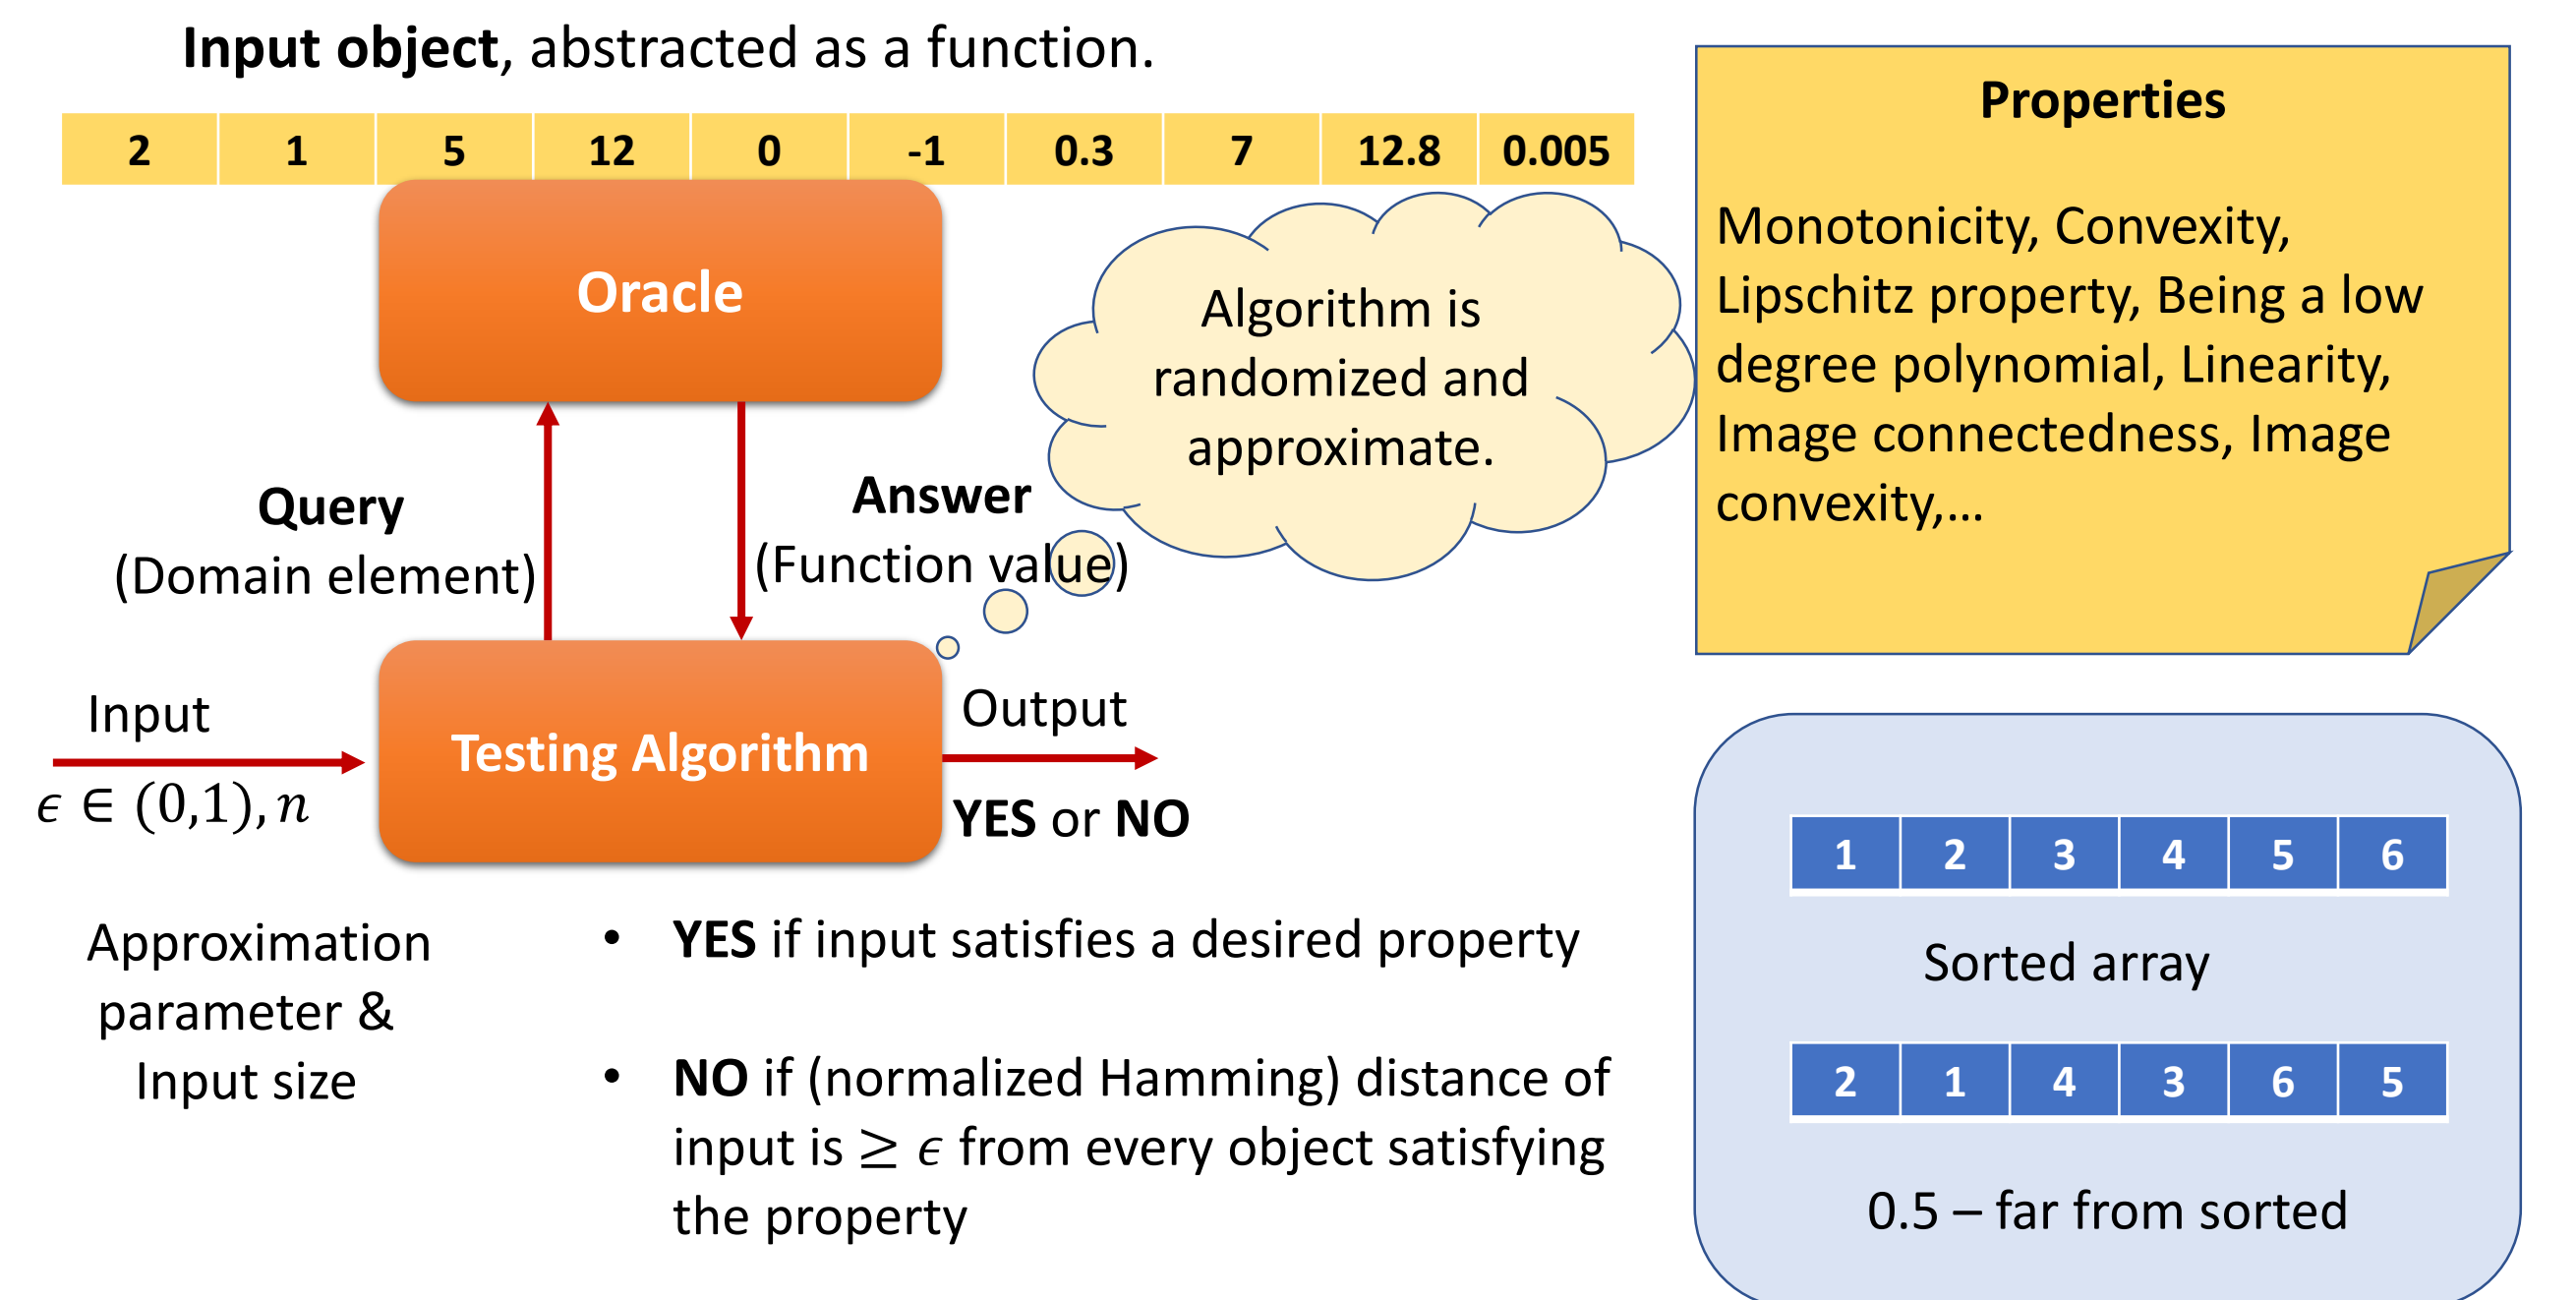 Input object, abstracted as a function.
2 1 5 12 0 -1 0.3 7 12.8 0.005
Oracle
Query
(Domain element)
Answer
(Function value)
Algorithm is
randomized and
approximate.
Input
ϵ ∈ (0,1), n
Testing Algorithm
Output
YES or NO
Approximation
parameter &
Input size
• YES if input satisfies a desired property
• NO if (normalized Hamming) distance of
input is ≥ ϵ from every object satisfying
the property
Properties
Monotonicity, Convexity,
Lipschitz property, Being a low
degree polynomial, Linearity,
Image connectedness, Image
convexity,...
1 2 3 4 5 6
Sorted array
2 1 4 3 6 5
0.5 – far from sorted